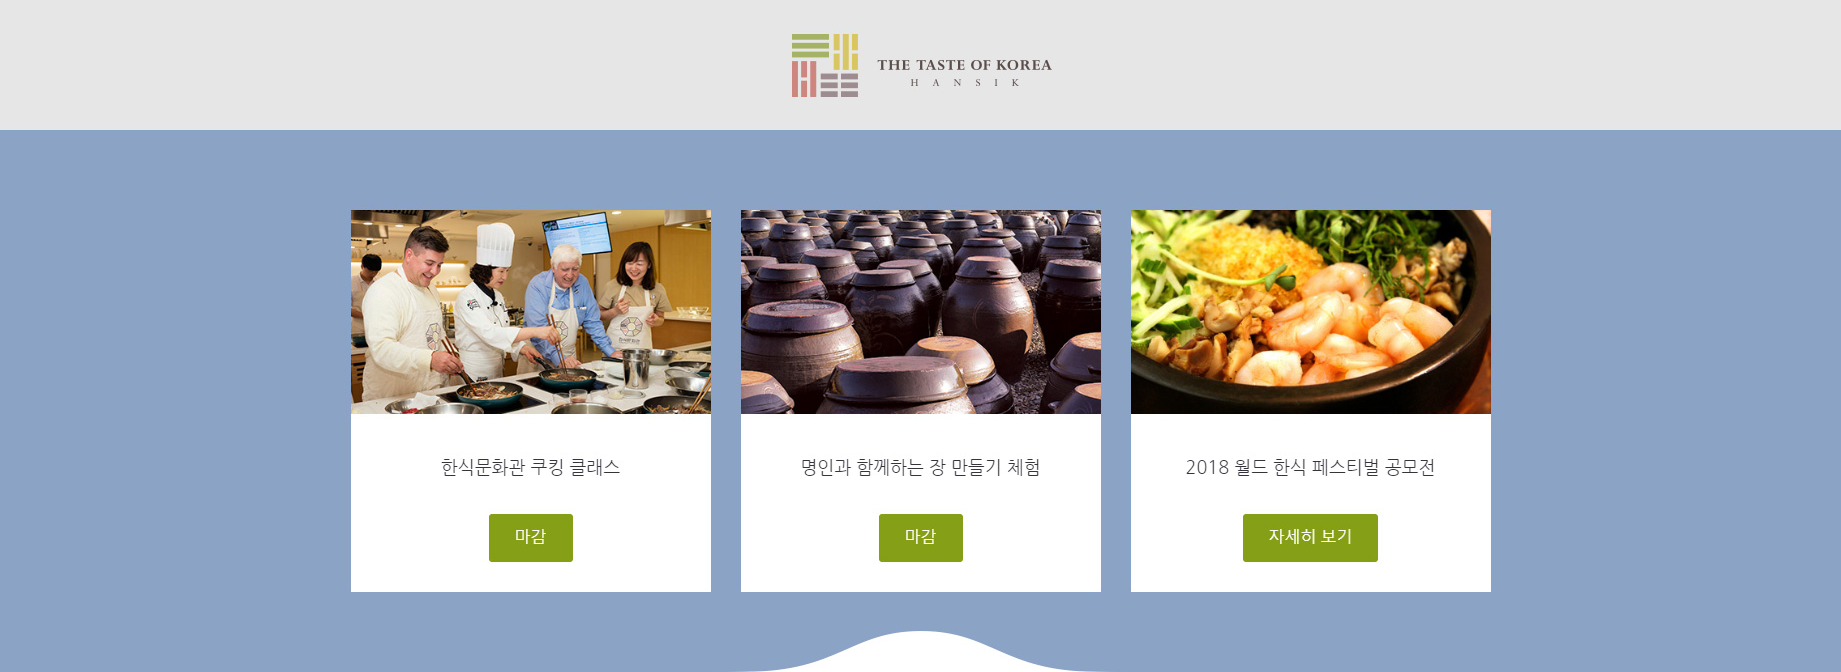 THE TASTE OF KOREA
HANSIK
한식문화관 쿠킹 클래스
명인과 함께하는 장 만들기 체험
2018 월드 한식 페스티벌 공모전
마감
마감
자세히 보기